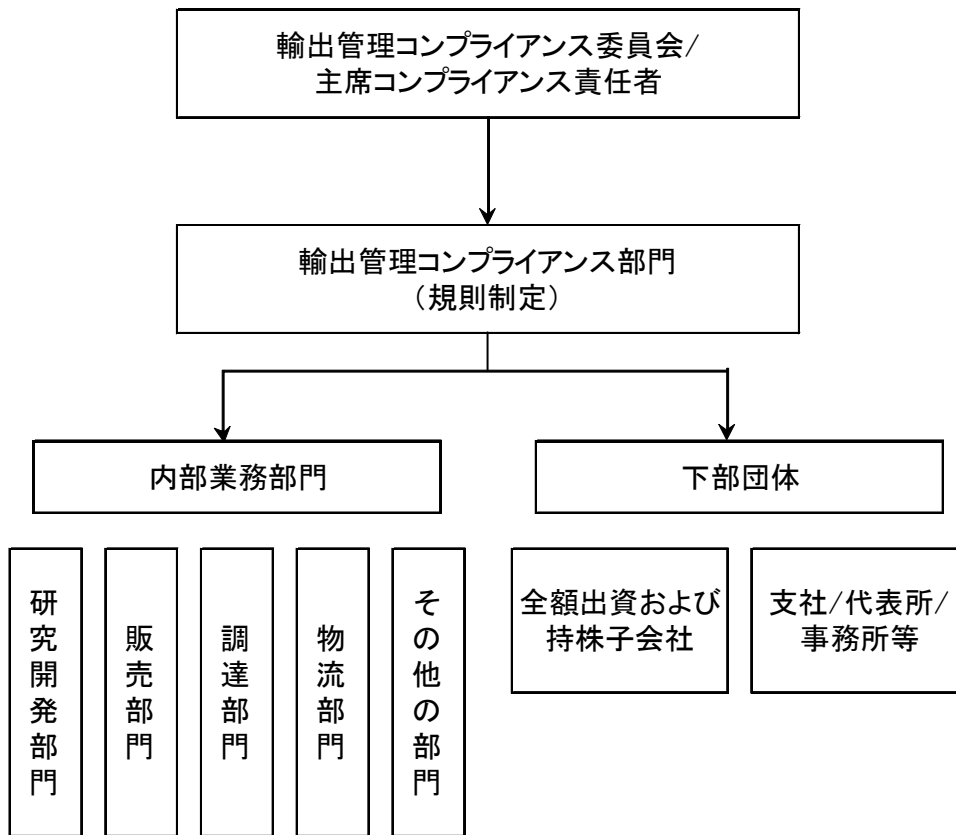 輸出管理コンプライアンス委員会/
主席コンプライアンス責任者
輸出管理コンプライアンス部門
（規則制定）
内部業務部門
下部団体
研究開発部門
販売部門
調達部門
物流部門
その他の部門
全額出資および
持株子会社
支社/代表所/
事務所等